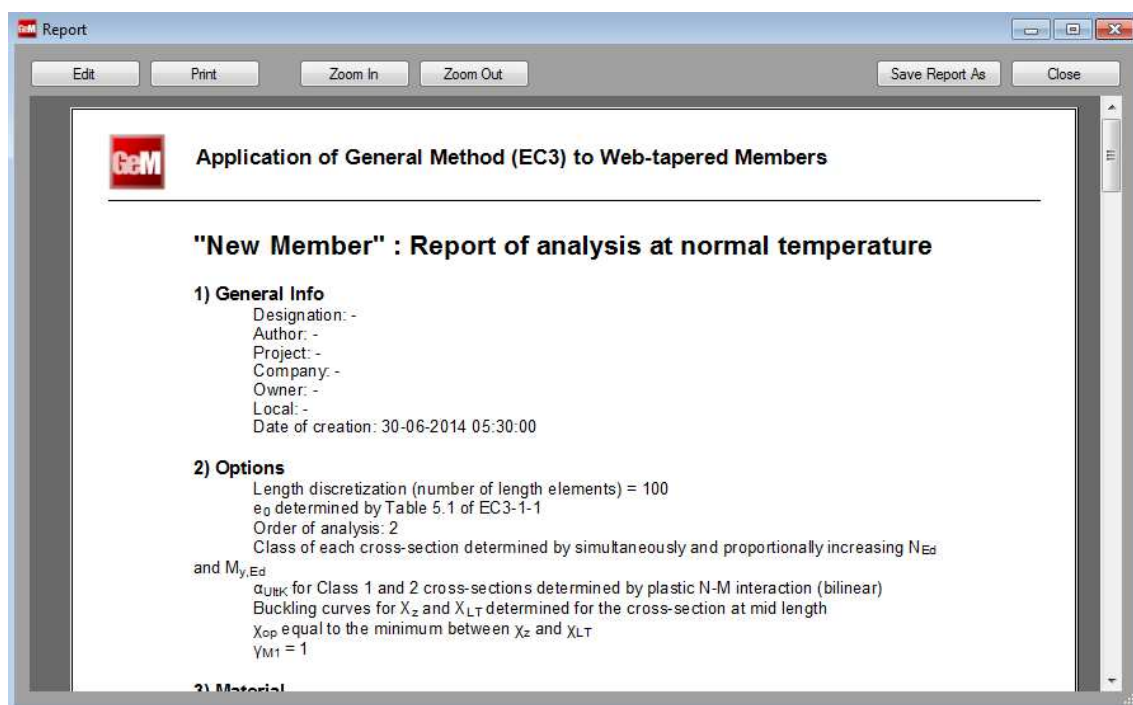 GeM Report
Edit Print Zoom In Zoom Out Save Report As Close
GeM Application of General Method (EC3) to Web-tapered Members
"New Member" : Report of analysis at normal temperature
1) General Info
Designation: -
Author: -
Project: -
Company: -
Owner: -
Local: -
Date of creation: 30-06-2014 05:30:00
2) Options
Length discretization (number of length elements) = 100
e0 determined by Table 5.1 of EC3-1-1
Order of analysis: 2
Class of each cross-section determined by simultaneously and proportionally increasing NEd
and My,Ed
αUltK for Class 1 and 2 cross-sections determined by plastic N-M interaction (bilinear)
Buckling curves for Χz and ΧLT determined for the cross-section at mid length
χop equal to the minimum between χz and χLT
γM1 = 1
3) Material